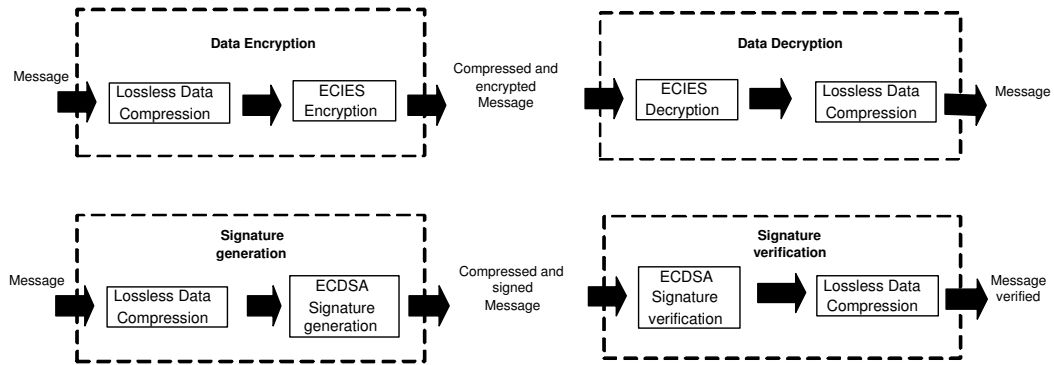 Data Encryption
Message
Lossless Data
Compression
ECIES
Encryption
Compressed and
encrypted
Message
Data Decryption
ECIES
Decryption
Lossless Data
Compression
Message
Signature
generation
Message
Lossless Data
Compression
ECDSA
Signature
generation
Compressed and
signed
Message
Signature
verification
ECDSA
Signature
verification
Lossless Data
Compression
Message
verified